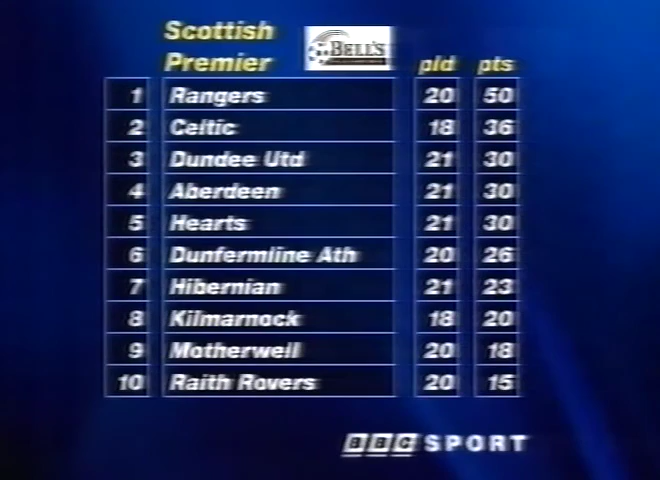 Scottish
Premier
BELL'S
pld pts
1 Rangers 20 50
2 Celtic 18 36
3 Dundee Utd 21 30
4 Aberdeen 21 30
5 Hearts 21 30
6 Dunfermline Ath 20 26
7 Hibernian 21 23
8 Kilmarnock 18 20
9 Motherwell 20 18
10 Raith Rovers 20 15
BBC SPORT